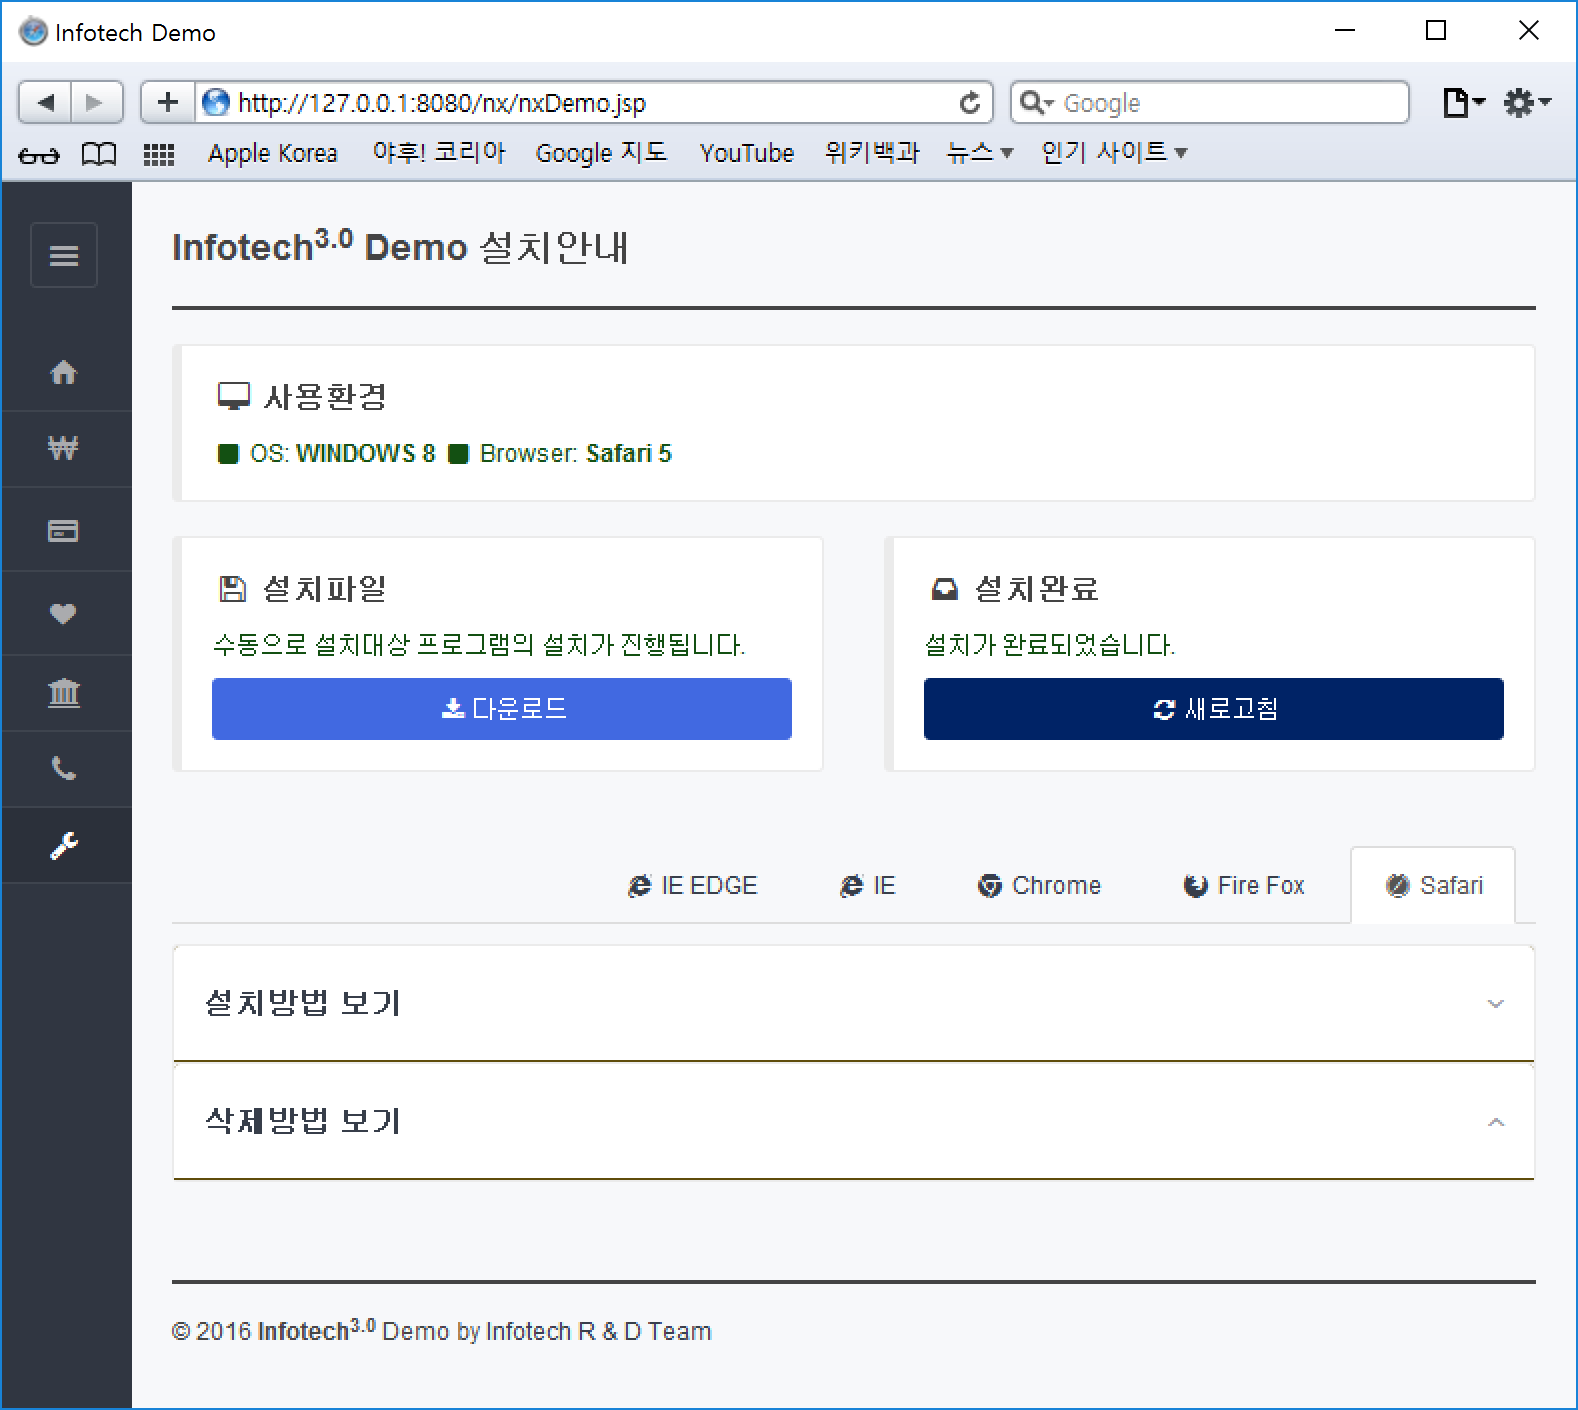 Infotech Demo
http://127.0.0.1:8080/nx/nxDemo.jsp
Google
Apple Korea 야후! 코리아 Google 지도 YouTube 위키백과 뉴스 인기 사이트
Infotech3.0 Demo 설치안내
사용환경
OS: WINDOWS 8 Browser: Safari 5
설치파일
수동으로 설치대상 프로그램의 설치가 진행됩니다.
다운로드
설치완료
설치가 완료되었습니다.
새로고침
IE EDGE IE Chrome Fire Fox Safari
설치방법 보기
삭제방법 보기
© 2016 Infotech3.0 Demo by Infotech R & D Team